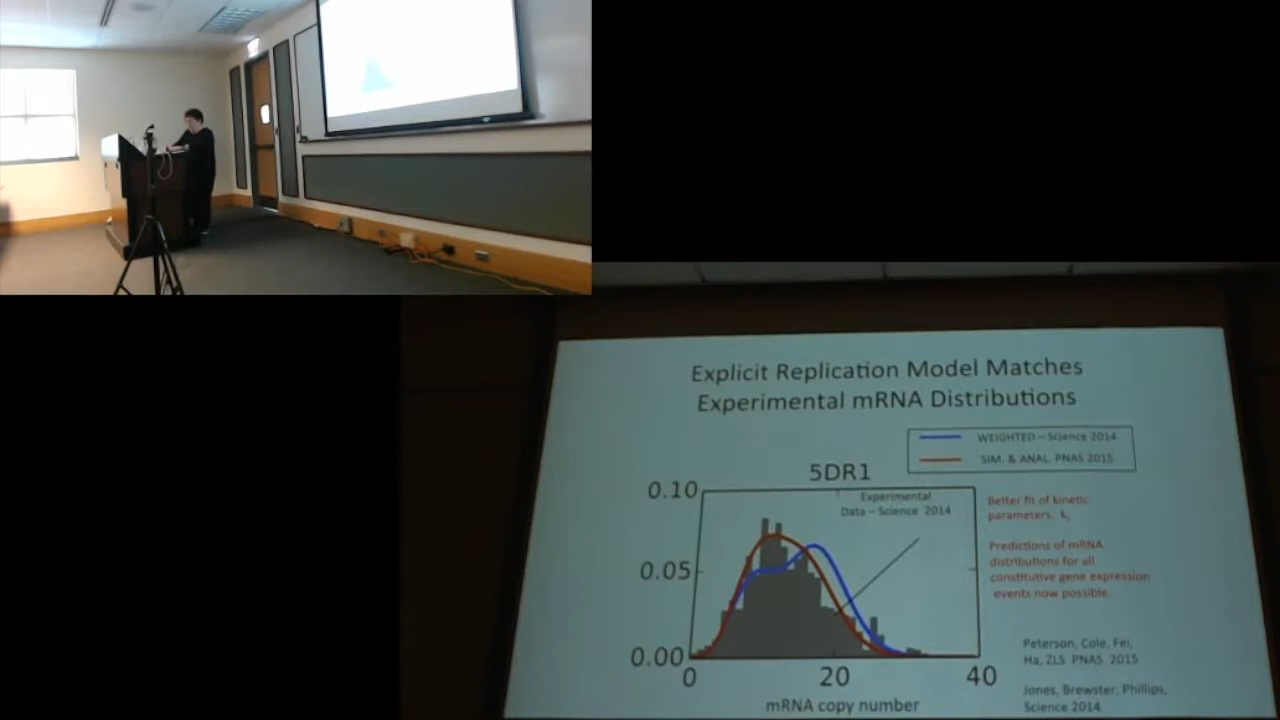 Explicit Replication Model Matches
Experimental mRNA Distributions
WEIGHTED – Science 2014
SIM. & ANAL. PNAS 2015
5DR1
0.10
0.05
0.00
0
20
40
mRNA copy number
Experimental
Data – Science 2014
Better fit of kinetic
parameters.
Predictions of mRNA
distributions for all
constitutive gene expression
events now possible.
Peterson, Cole, Fei,
Ha, ZLS PNAS 2015
Jones, Brewster, Phillips,
Science 2014